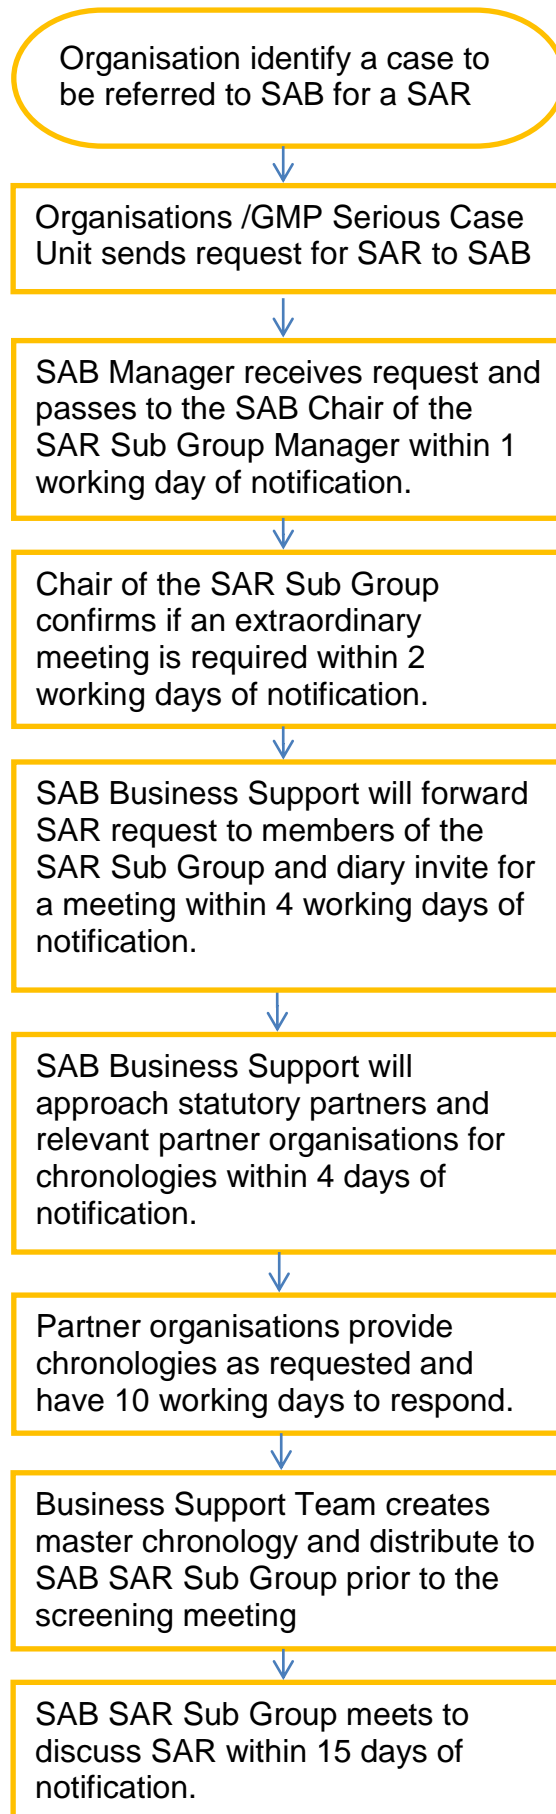 Organisation identify a case to
be referred to SAB for a SAR
Organisations /GMP Serious Case
Unit sends request for SAR to SAB
SAB Manager receives request and
passes to the SAB Chair of the
SAR Sub Group Manager within 1
working day of notification.
Chair of the SAR Sub Group
confirms if an extraordinary
meeting is required within 2
working days of notification.
SAB Business Support will forward
SAR request to members of the
SAR Sub Group and diary invite for
a meeting within 4 working days of
notification.
SAB Business Support will
approach statutory partners and
relevant partner organisations for
chronologies within 4 days of
notification.
Partner organisations provide
chronologies as requested and
have 10 working days to respond.
Business Support Team creates
master chronology and distribute to
SAB SAR Sub Group prior to the
screening meeting
SAB SAR Sub Group meets to
discuss SAR within 15 days of
notification.